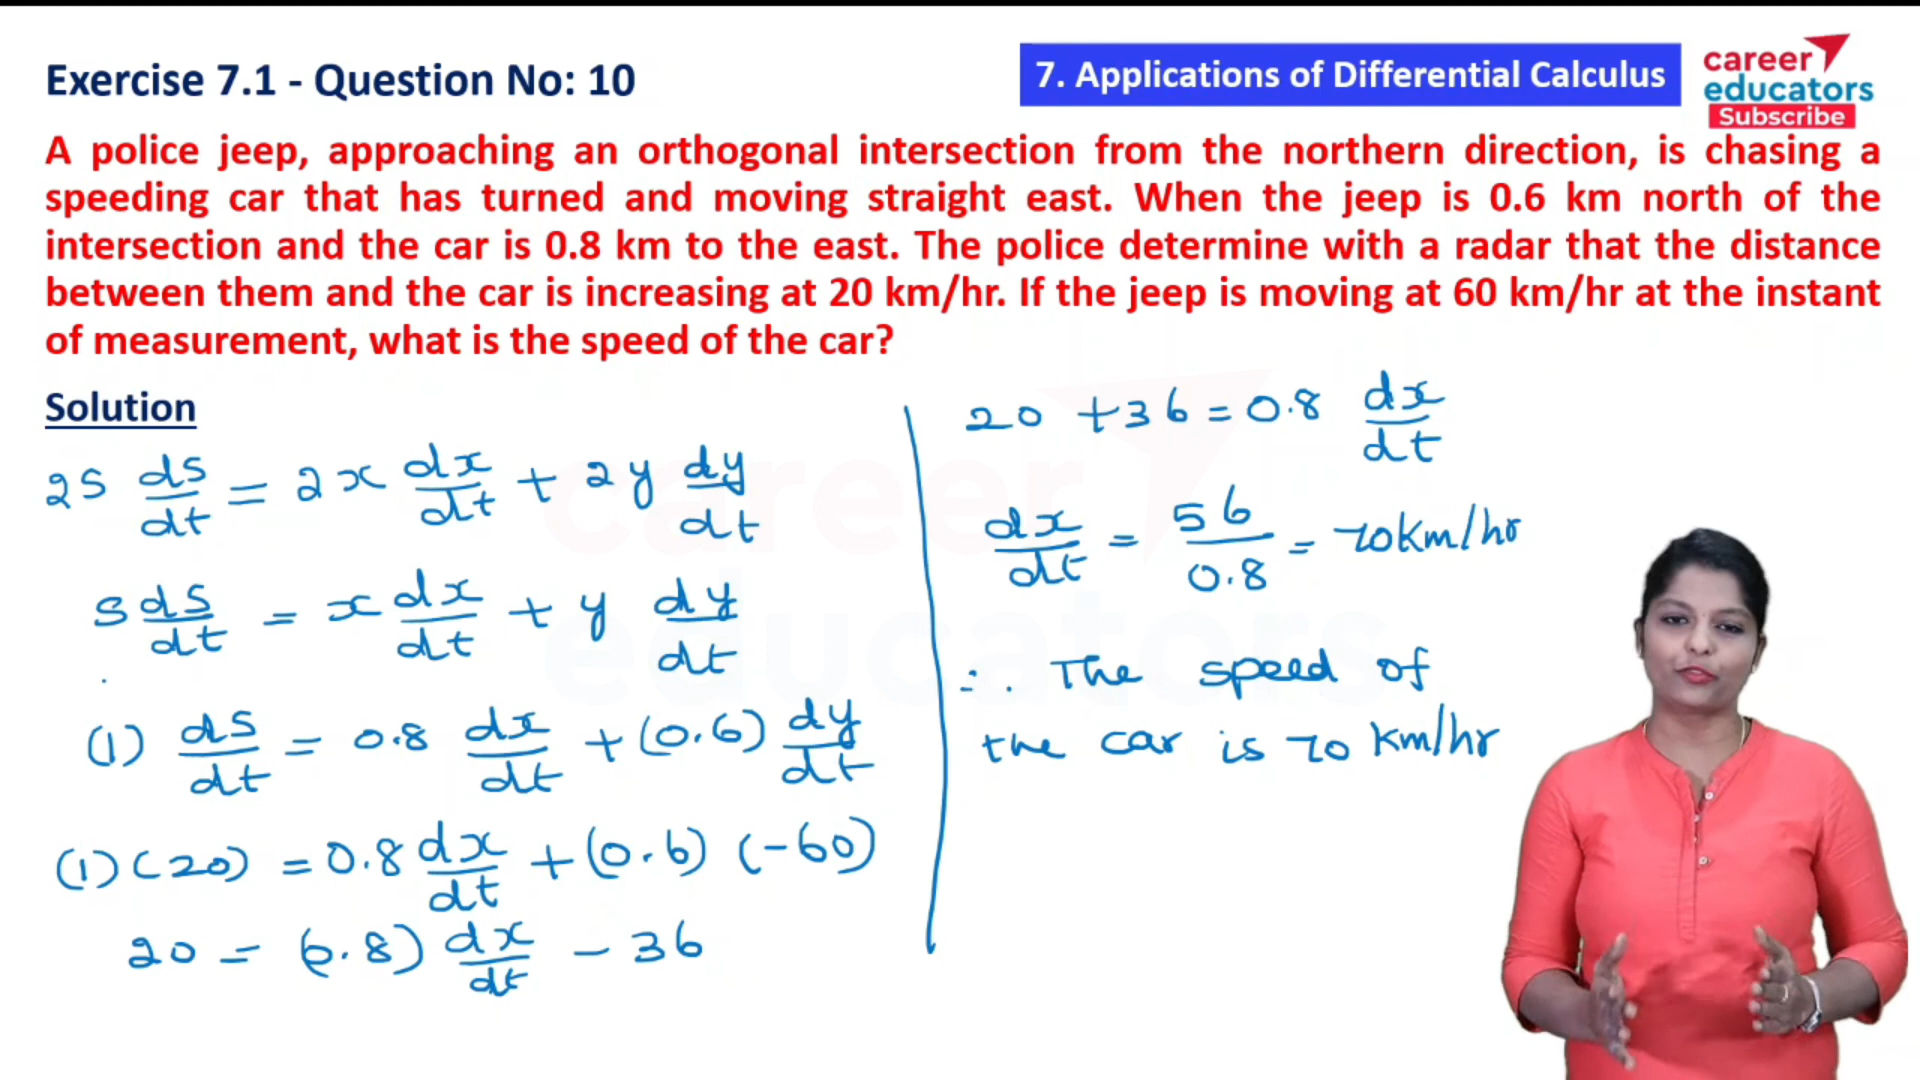 Exercise 7.1 - Question No: 10
7. Applications of Differential Calculus
career
educators
Subscribe
A police jeep, approaching an orthogonal intersection from the northern direction, is chasing a
speeding car that has turned and moving straight east. When the jeep is 0.6 km north of the
intersection and the car is 0.8 km to the east. The police determine with a radar that the distance
between them and the car is increasing at 20 km/hr. If the jeep is moving at 60 km/hr at the instant
of measurement, what is the speed of the car?
Solution
2s ds/dt = 2x dx/dt + 2y dy/dt
s ds/dt = x dx/dt + y dy/dt
(1) ds/dt = 0.8 dx/dt + (0.6) dy/dt
(1) (20) = 0.8 dx/dt + (0.6) (-60)
20 = (0.8) dx/dt - 36
20 + 36 = 0.8 dx/dt
dx/dt = 56/0.8 = 70 Km/hr
∴ The speed of
the car is 70 Km/hr
career
educators